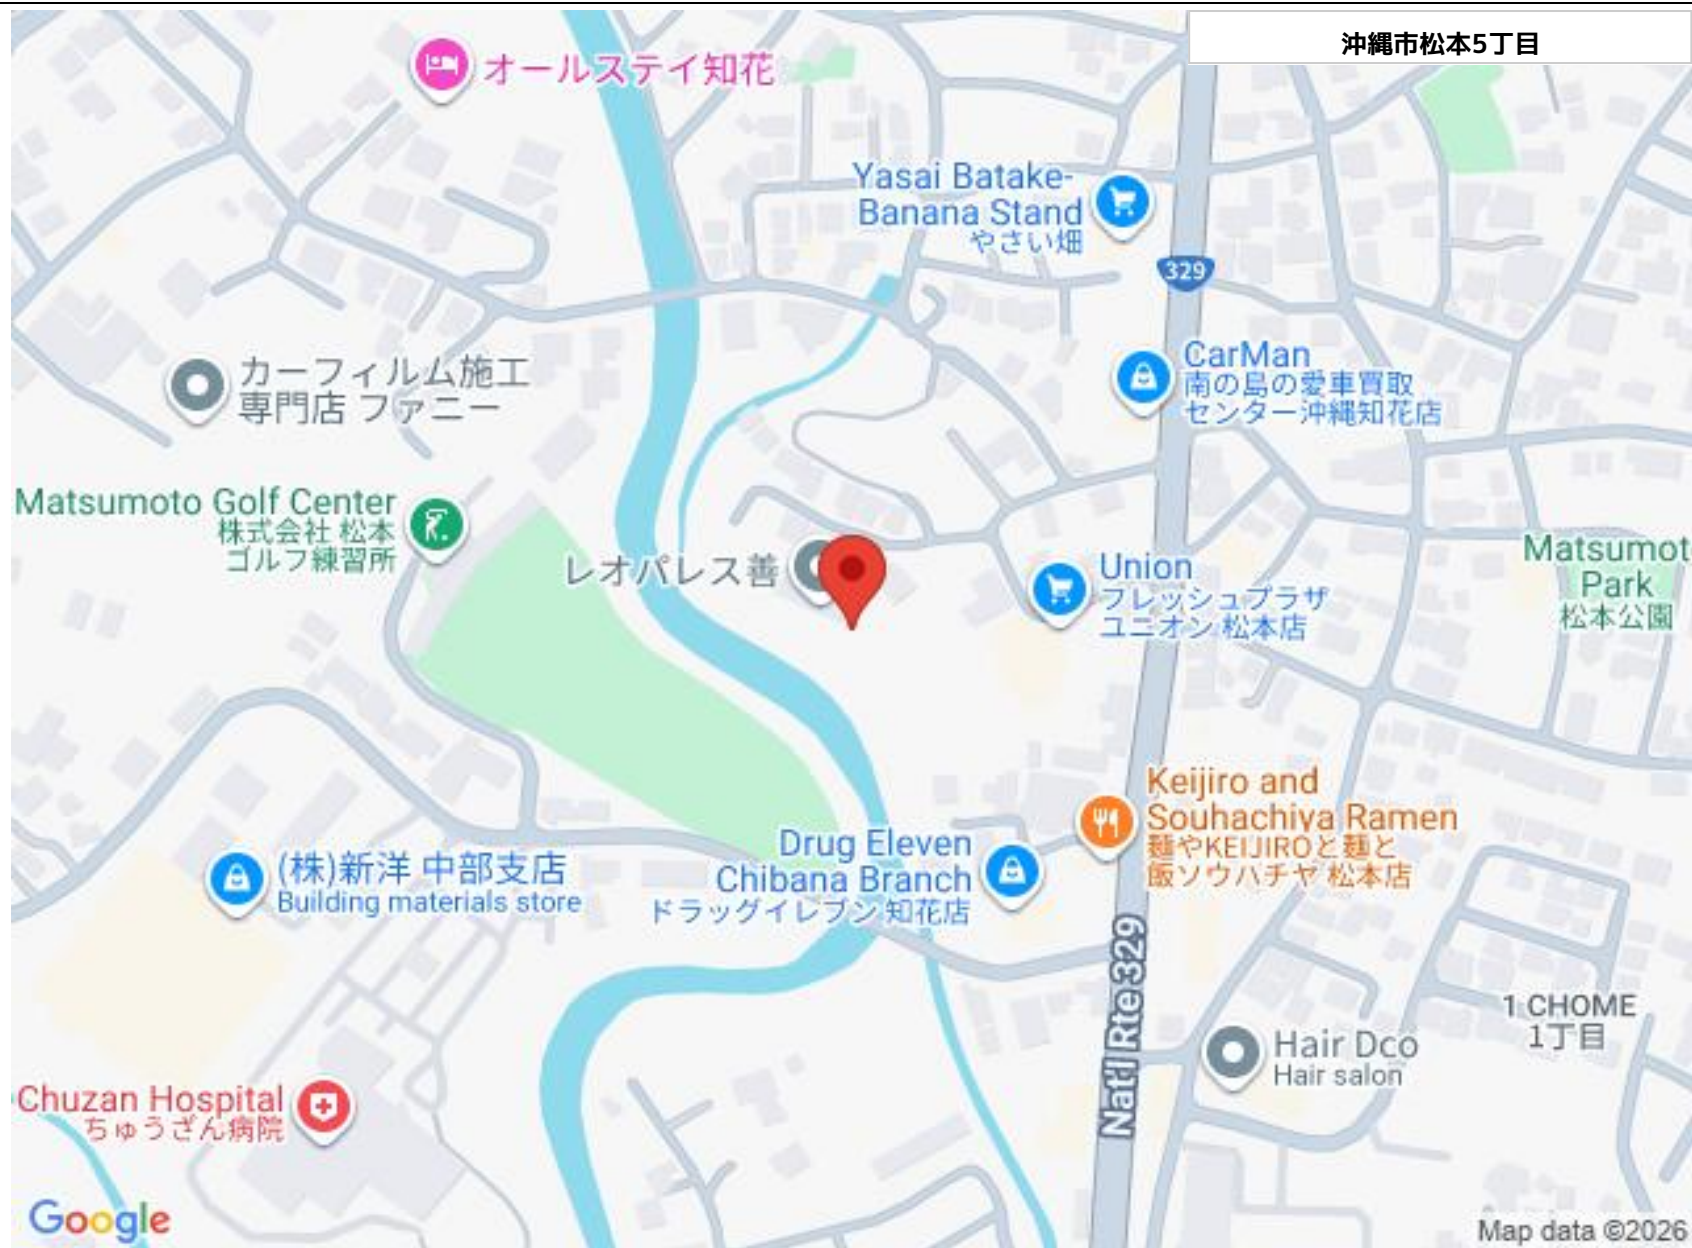 沖縄市松本5丁目
オールステイ知花
Yasai Batake-
Banana Stand
やさい畑
329
CarMan
南の島の愛車買取
センター沖縄知花店
カーフィルム施工
専門店 ファニー
Matsumoto Golf Center
株式会社 松本
ゴルフ練習所
レオパレス善
Union
フレッシュプラザ
ユニオン 松本店
Matsumot
Park
松本公園
Keijiro and
Souhachiya Ramen
麺やKEIJIROと麺と
飯ソウハチヤ 松本店
Drug Eleven
Chibana Branch
ドラッグイレブン 知花店
(株)新洋 中部支店
Building materials store
Nat'l Rte 329
1 CHOME
1丁目
Hair Dco
Hair salon
Chuzan Hospital
ちゅうざん病院
Google
Map data ©2026